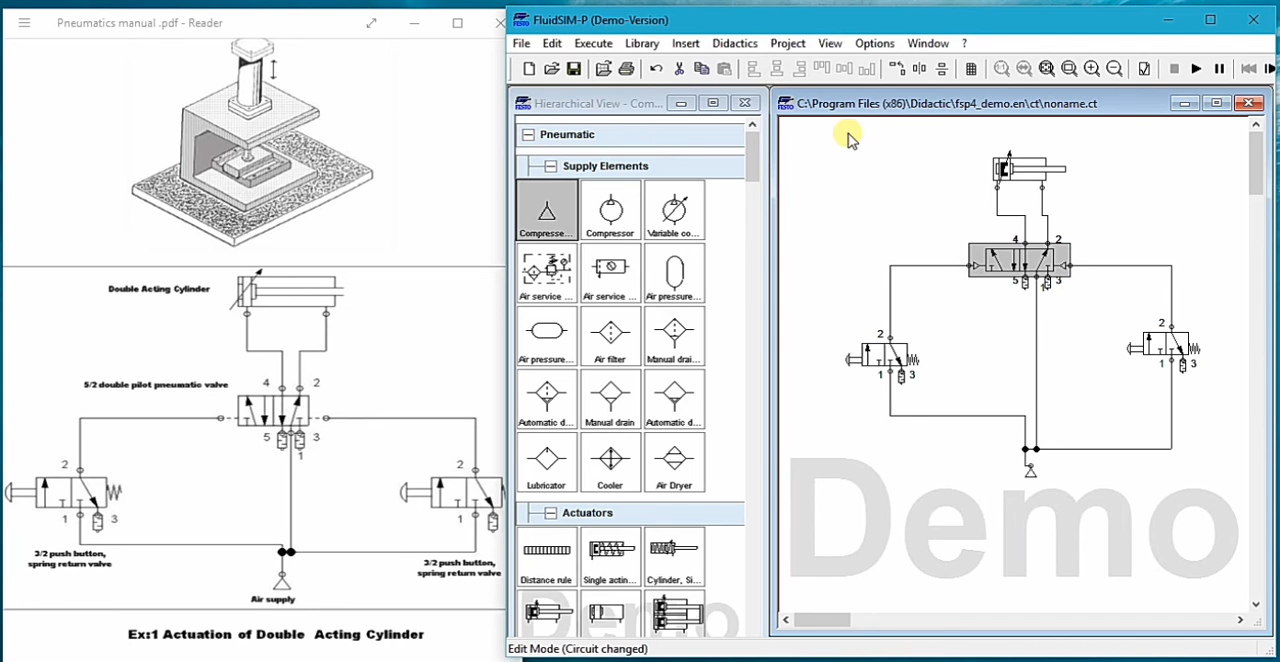 Pneumatics manual .pdf - Reader
Double Acting Cylinder
5/2 double pilot pneumatic valve
4
2
5
3
1
2
2
1
3
1
3/2 push button,
spring return valve
3/2 push button,
spring return valve
Air supply
Ex:1 Actuation of Double Acting Cylinder
FESTO
FluidSIM-P (Demo-Version)
File Edit Execute Library Insert Didactics Project View Options Window ?
Hierarchical View - Com...
Pneumatic
Supply Elements
Compresse...
Compressor
Variable co...
Air service ...
Air service ...
Air pressure...
Air pressure...
Air filter
Manual drai...
Automatic d...
Manual drain
Automatic d...
Lubricator
Cooler
Air Dryer
Actuators
Distance rule
Single actin...
Cylinder, Si...
Demo
C:\Program Files (x86)\Didactic\fsp4_demo.en\ct\noname.ct
4
2
5
1
3
2
1
3
2
1
3
Demo
Edit Mode (Circuit changed)